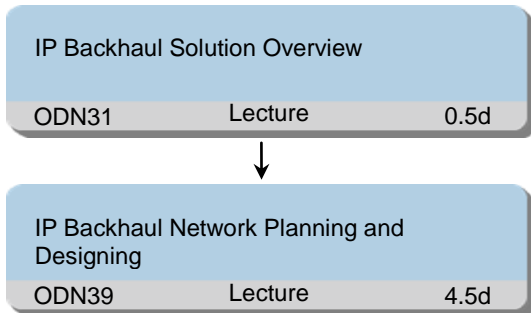 IP Backhaul Solution Overview
ODN31 Lecture 0.5d
IP Backhaul Network Planning and
Designing
ODN39 Lecture 4.5d